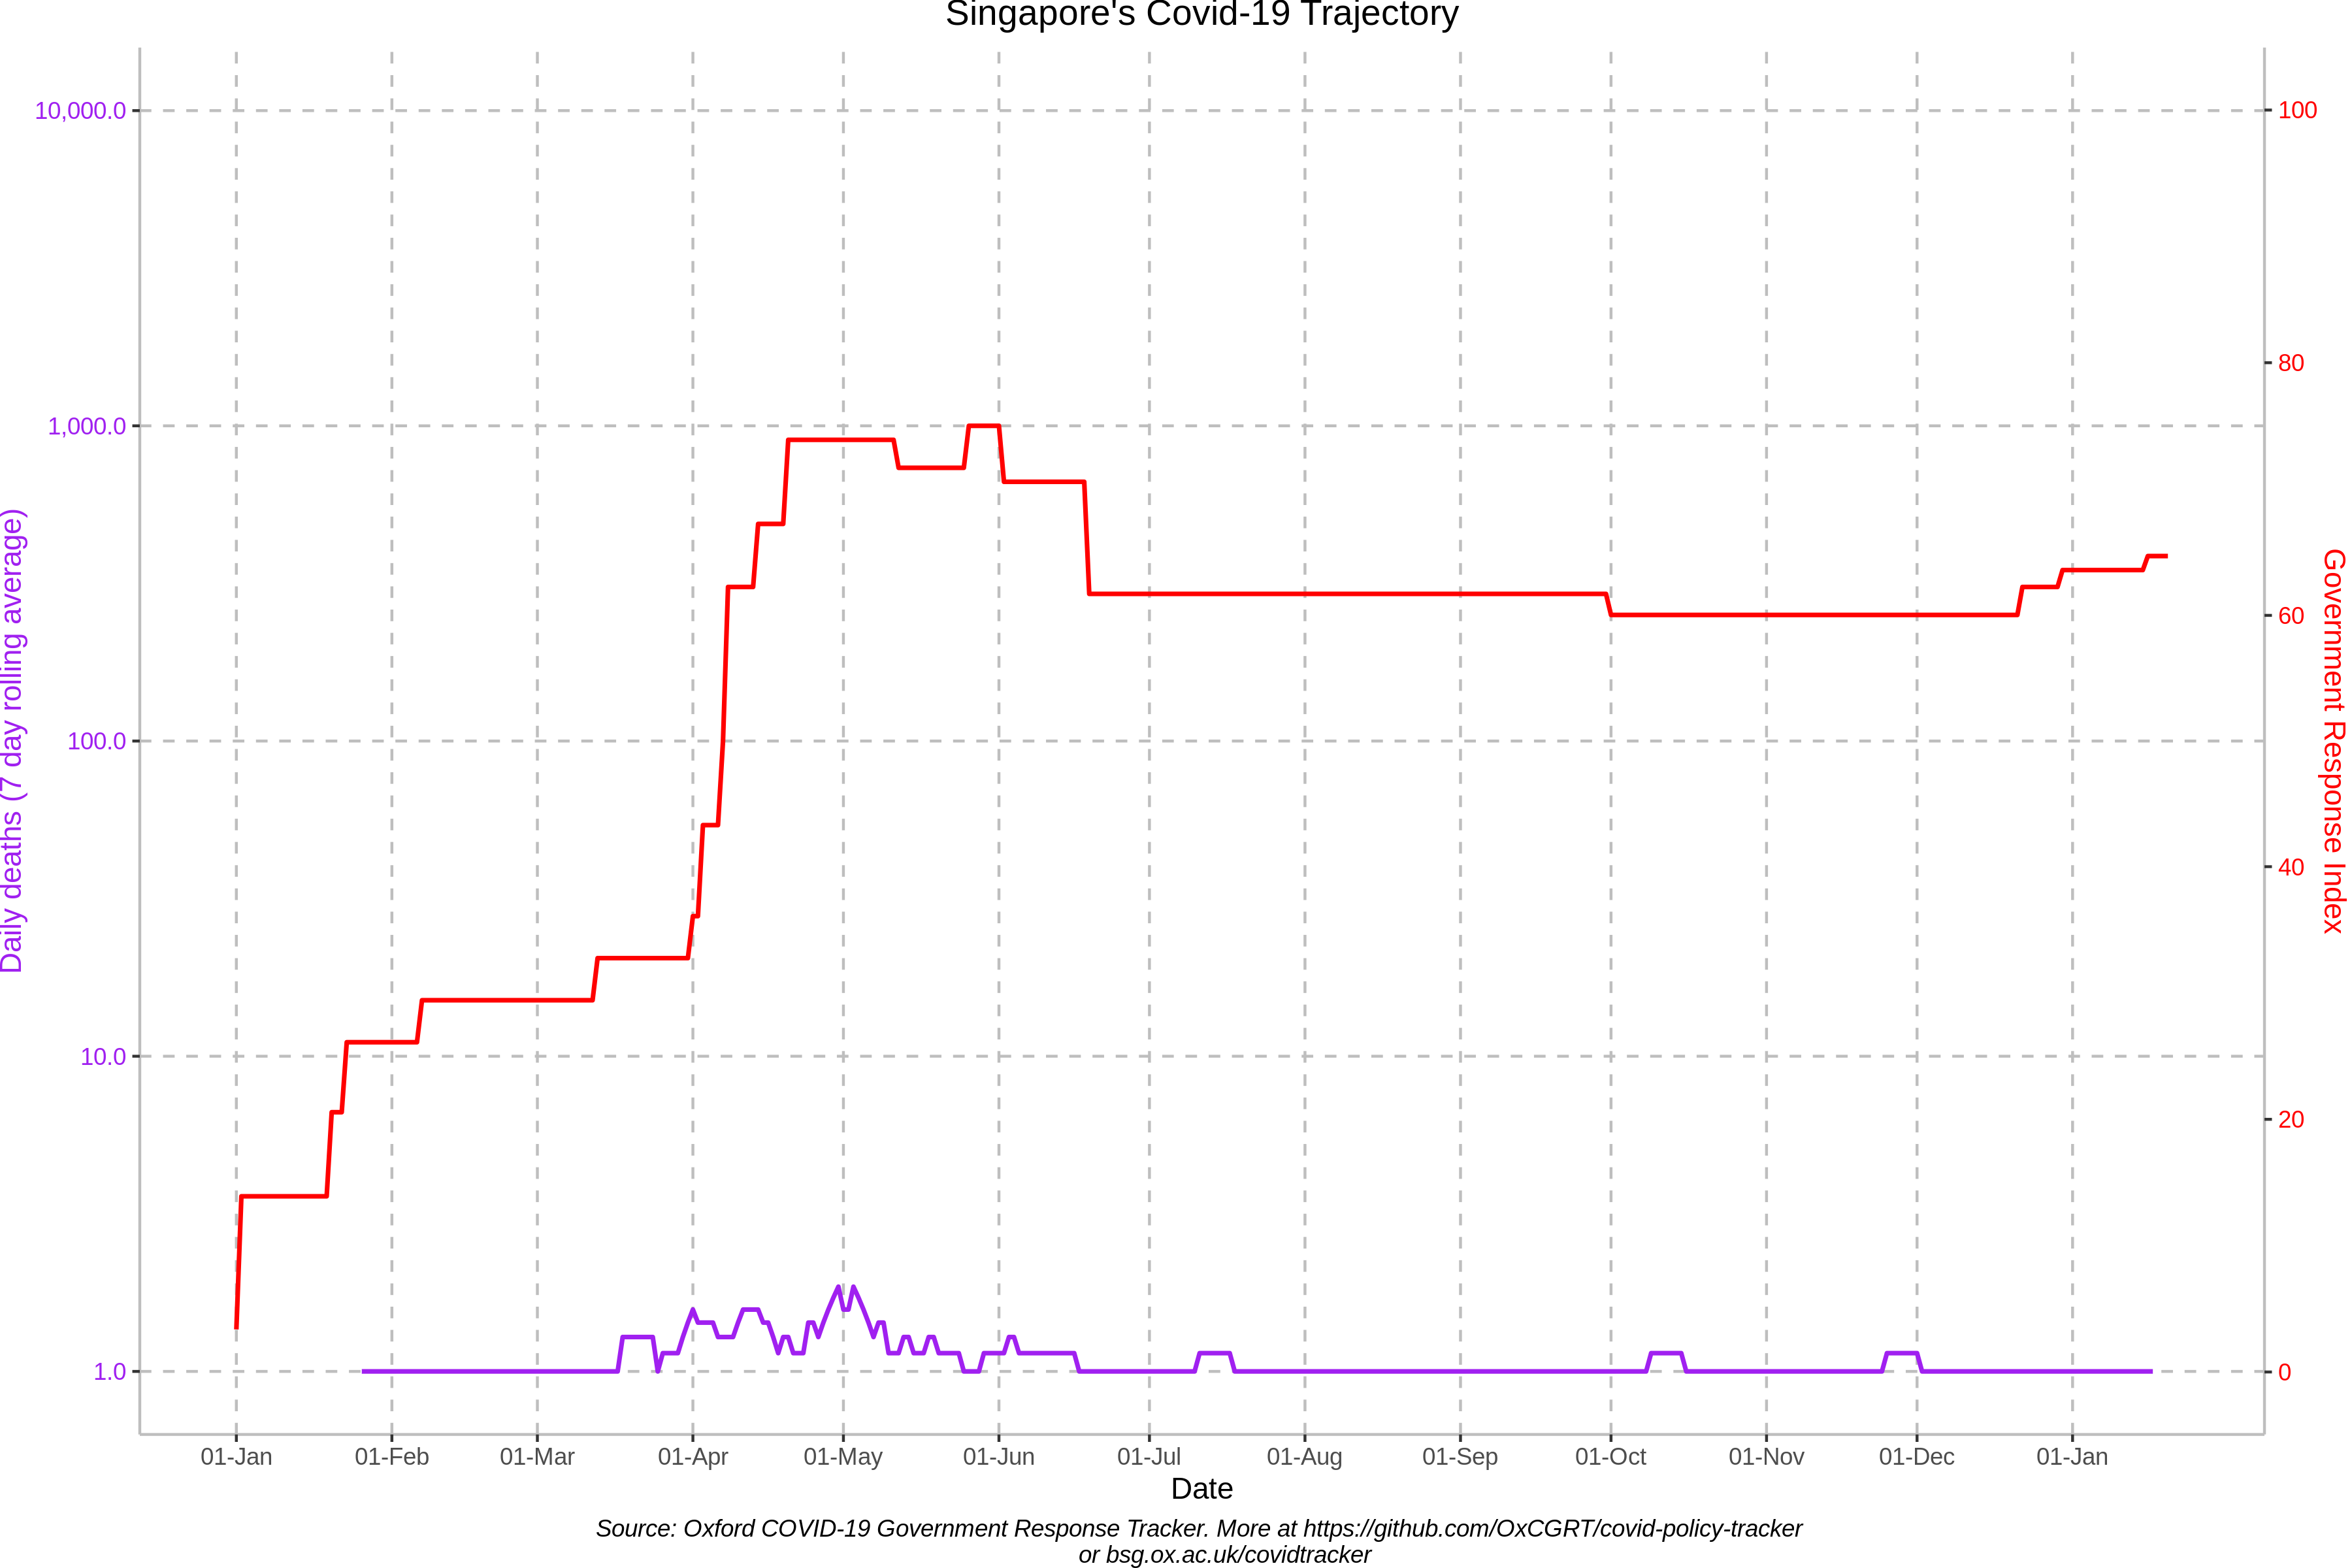 Singapore's Covid-19 Trajectory
10,000.0
1,000.0
100.0
10.0
1.0
Daily deaths (7 day rolling average)
100
80
60
40
20
0
Government Response Index
01-Jan 01-Feb 01-Mar 01-Apr 01-May 01-Jun 01-Jul 01-Aug 01-Sep 01-Oct 01-Nov 01-Dec 01-Jan
Date
Source: Oxford COVID-19 Government Response Tracker. More at https://github.com/OxCGRT/covid-policy-tracker
or bsg.ox.ac.uk/covidtracker